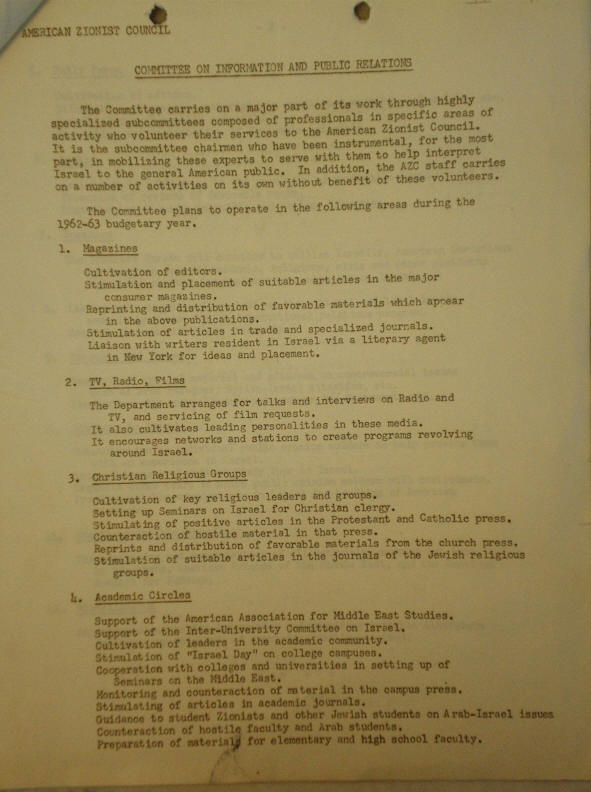 AMERICAN ZIONIST COUNCIL
COMMITTEE ON INFORMATION AND PUBLIC RELATIONS
The Committee carries on a major part of its work through highly
specialized subcommittees composed of professionals in specific areas of
activity who volunteer their services to the American Zionist Council.
It is the subcommittee chairmen who have been instrumental, for the most
part, in mobilizing these experts to serve with them to help interpret
Israel to the general American public. In addition, the AZC staff carries
on a number of activities on its own without benefit of these volunteers.
The Committee plans to operate in the following areas during the
1962-63 budgetary year.
1. Magazines
Cultivation of editors.
Stimulation and placement of suitable articles in the major
consumer magazines.
Reprinting and distribution of favorable materials which appear
in the above publications.
Stimulation of articles in trade and specialized journals.
Liaison with writers resident in Israel via a literary agent
in New York for ideas and placement.
2. TV, Radio, Films
The Department arranges for talks and interviews on Radio and
TV, and servicing of film requests.
It also cultivates leading personalities in these media.
It encourages networks and stations to create programs revolving
around Israel.
3. Christian Religious Groups
Cultivation of key religious leaders and groups.
Setting up Seminars on Israel for Christian clergy.
Stimulating of positive articles in the Protestant and Catholic press.
Counteraction of hostile material in that press.
Reprints and distribution of favorable materials from the church press.
Stimulation of suitable articles in the journals of the Jewish religious
groups.
4. Academic Circles
Support of the American Association for Middle East Studies.
Support of the Inter-University Committee on Israel.
Cultivation of leaders in the academic community.
Stimulation of "Israel Day" on college campuses.
Cooperation with colleges and universities in setting up of
Seminars on the Middle East.
Monitoring and counteraction of material in the campus press.
Stimulating of articles in academic journals.
Guidance to student Zionists and other Jewish students on Arab-Israel issues
Counteraction of hostile faculty and Arab students.
Preparation of materials for elementary and high school faculty.